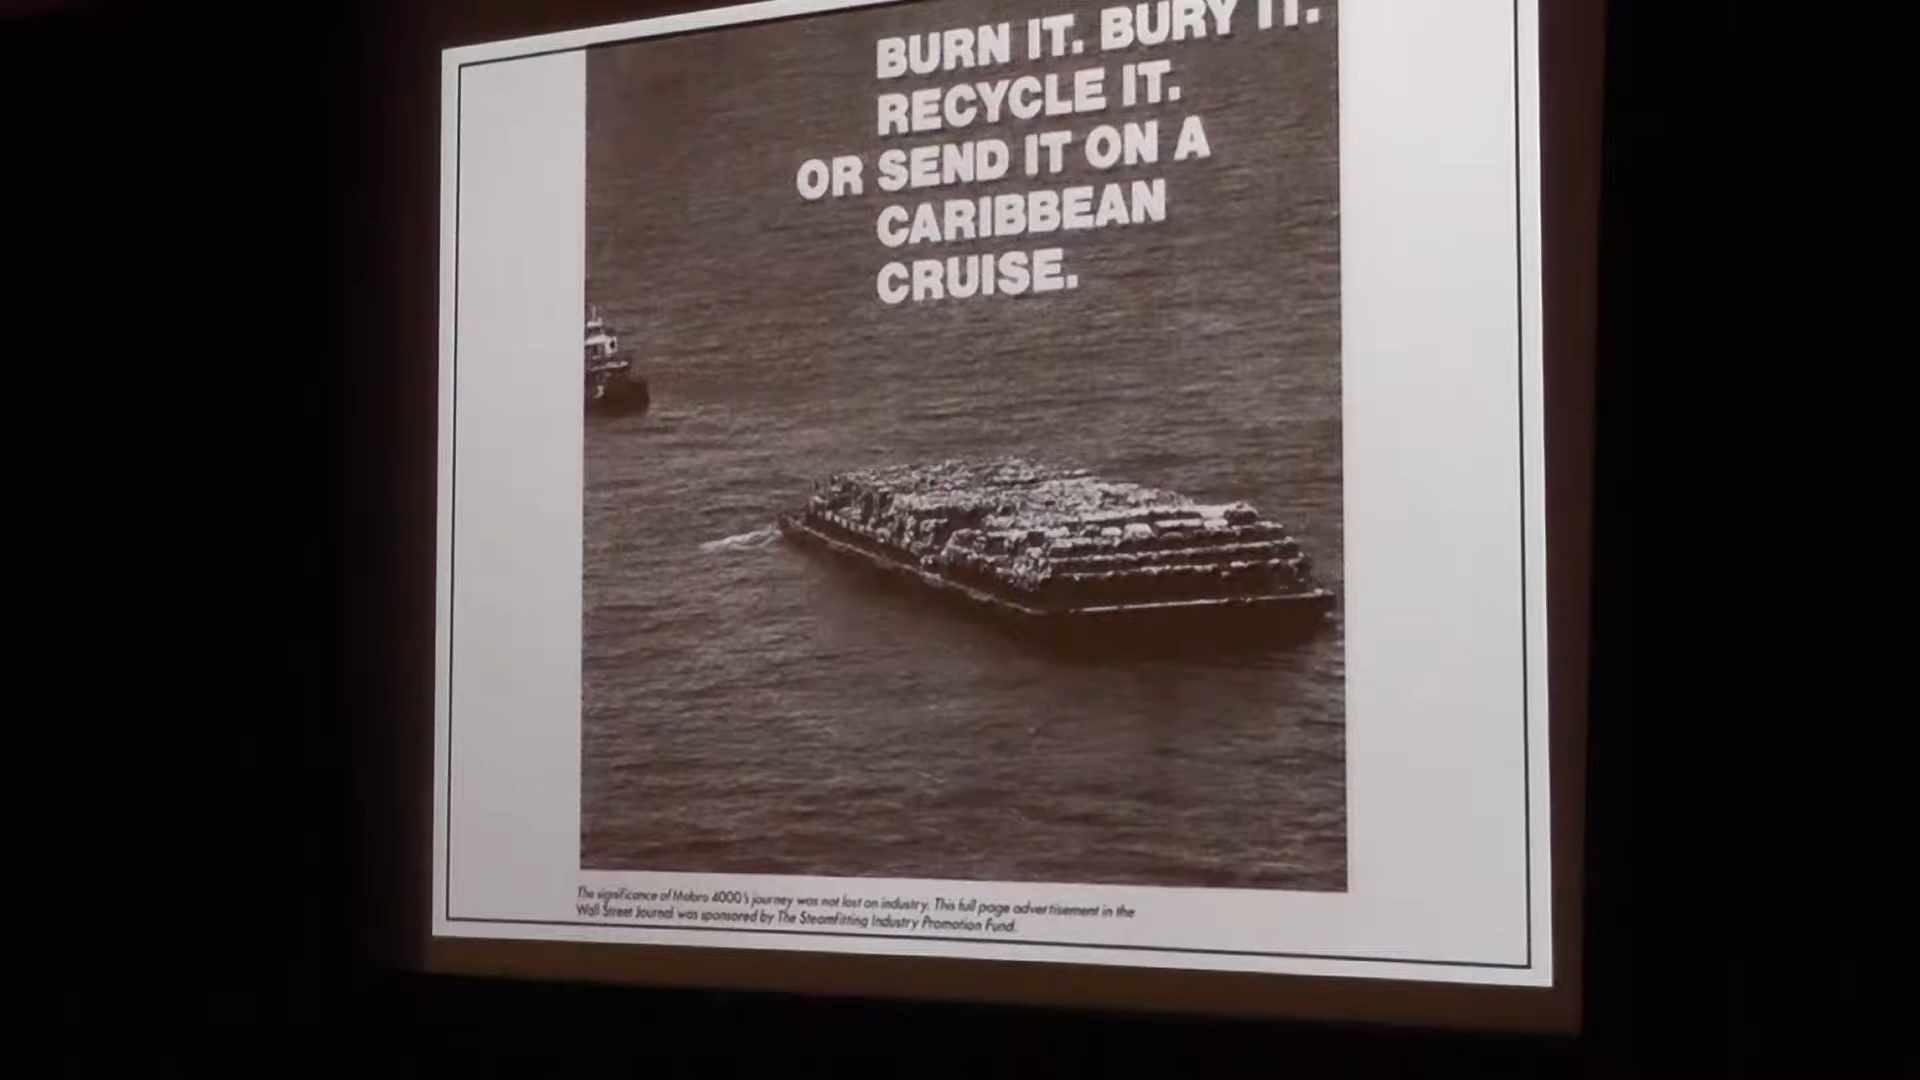 BURN IT. BURY IT.
RECYCLE IT.
OR SEND IT ON A
CARIBBEAN
CRUISE.
The significance of Mobro 4000's journey was not lost on industry. This full page advertisement in the
Wall Street Journal was sponsored by The Steamfitting Industry Promotion Fund.